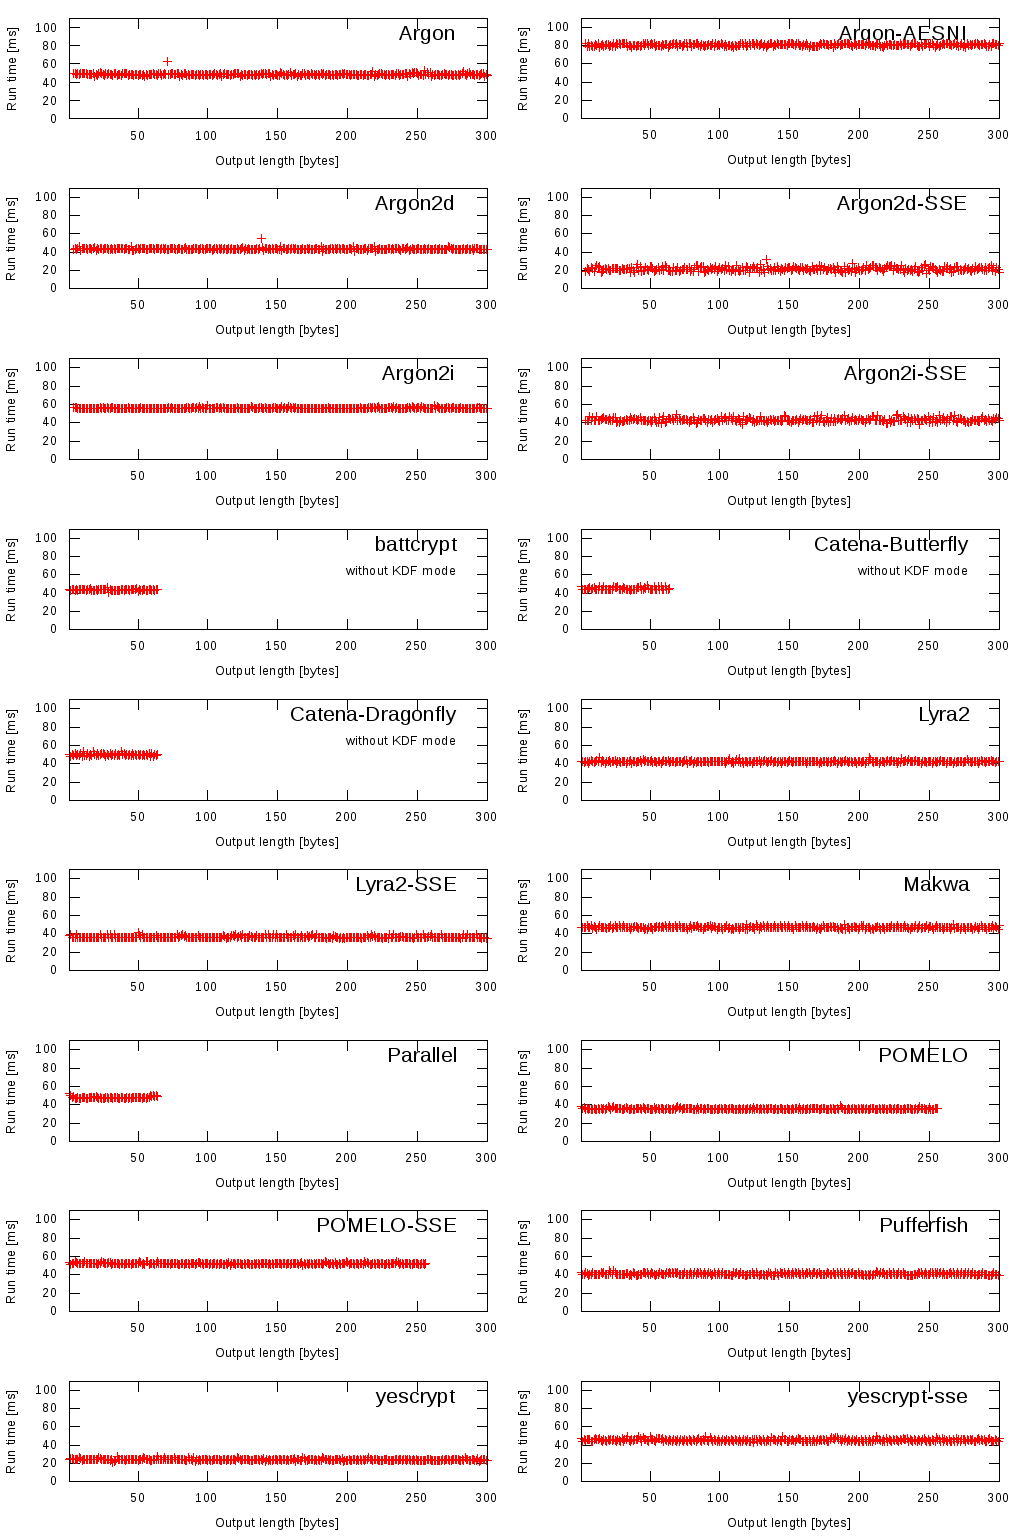 Argon
Run time [ms]
100
80
60
40
20
0
50 100 150 200 250 300
Output length [bytes]
Argon-AESNI
Run time [ms]
100
80
60
40
20
0
50 100 150 200 250 300
Output length [bytes]
Argon2d
Run time [ms]
100
80
60
40
20
0
50 100 150 200 250 300
Output length [bytes]
Argon2d-SSE
Run time [ms]
100
80
60
40
20
0
50 100 150 200 250 300
Output length [bytes]
Argon2i
Run time [ms]
100
80
60
40
20
0
50 100 150 200 250 300
Output length [bytes]
Argon2i-SSE
Run time [ms]
100
80
60
40
20
0
50 100 150 200 250 300
Output length [bytes]
battcrypt
without KDF mode
Run time [ms]
100
80
60
40
20
0
50 100 150 200 250 300
Output length [bytes]
Catena-Butterfly
without KDF mode
Run time [ms]
100
80
60
40
20
0
50 100 150 200 250 300
Output length [bytes]
Catena-Dragonfly
without KDF mode
Run time [ms]
100
80
60
40
20
0
50 100 150 200 250 300
Output length [bytes]
Lyra2
Run time [ms]
100
80
60
40
20
0
50 100 150 200 250 300
Output length [bytes]
Lyra2-SSE
Run time [ms]
100
80
60
40
20
0
50 100 150 200 250 300
Output length [bytes]
Makwa
Run time [ms]
100
80
60
40
20
0
50 100 150 200 250 300
Output length [bytes]
Parallel
Run time [ms]
100
80
60
40
20
0
50 100 150 200 250 300
Output length [bytes]
POMELO
Run time [ms]
100
80
60
40
20
0
50 100 150 200 250 300
Output length [bytes]
POMELO-SSE
Run time [ms]
100
80
60
40
20
0
50 100 150 200 250 300
Output length [bytes]
Pufferfish
Run time [ms]
100
80
60
40
20
0
50 100 150 200 250 300
Output length [bytes]
yescrypt
Run time [ms]
100
80
60
40
20
0
50 100 150 200 250 300
Output length [bytes]
yescrypt-sse
Run time [ms]
100
80
60
40
20
0
50 100 150 200 250 300
Output length [bytes]